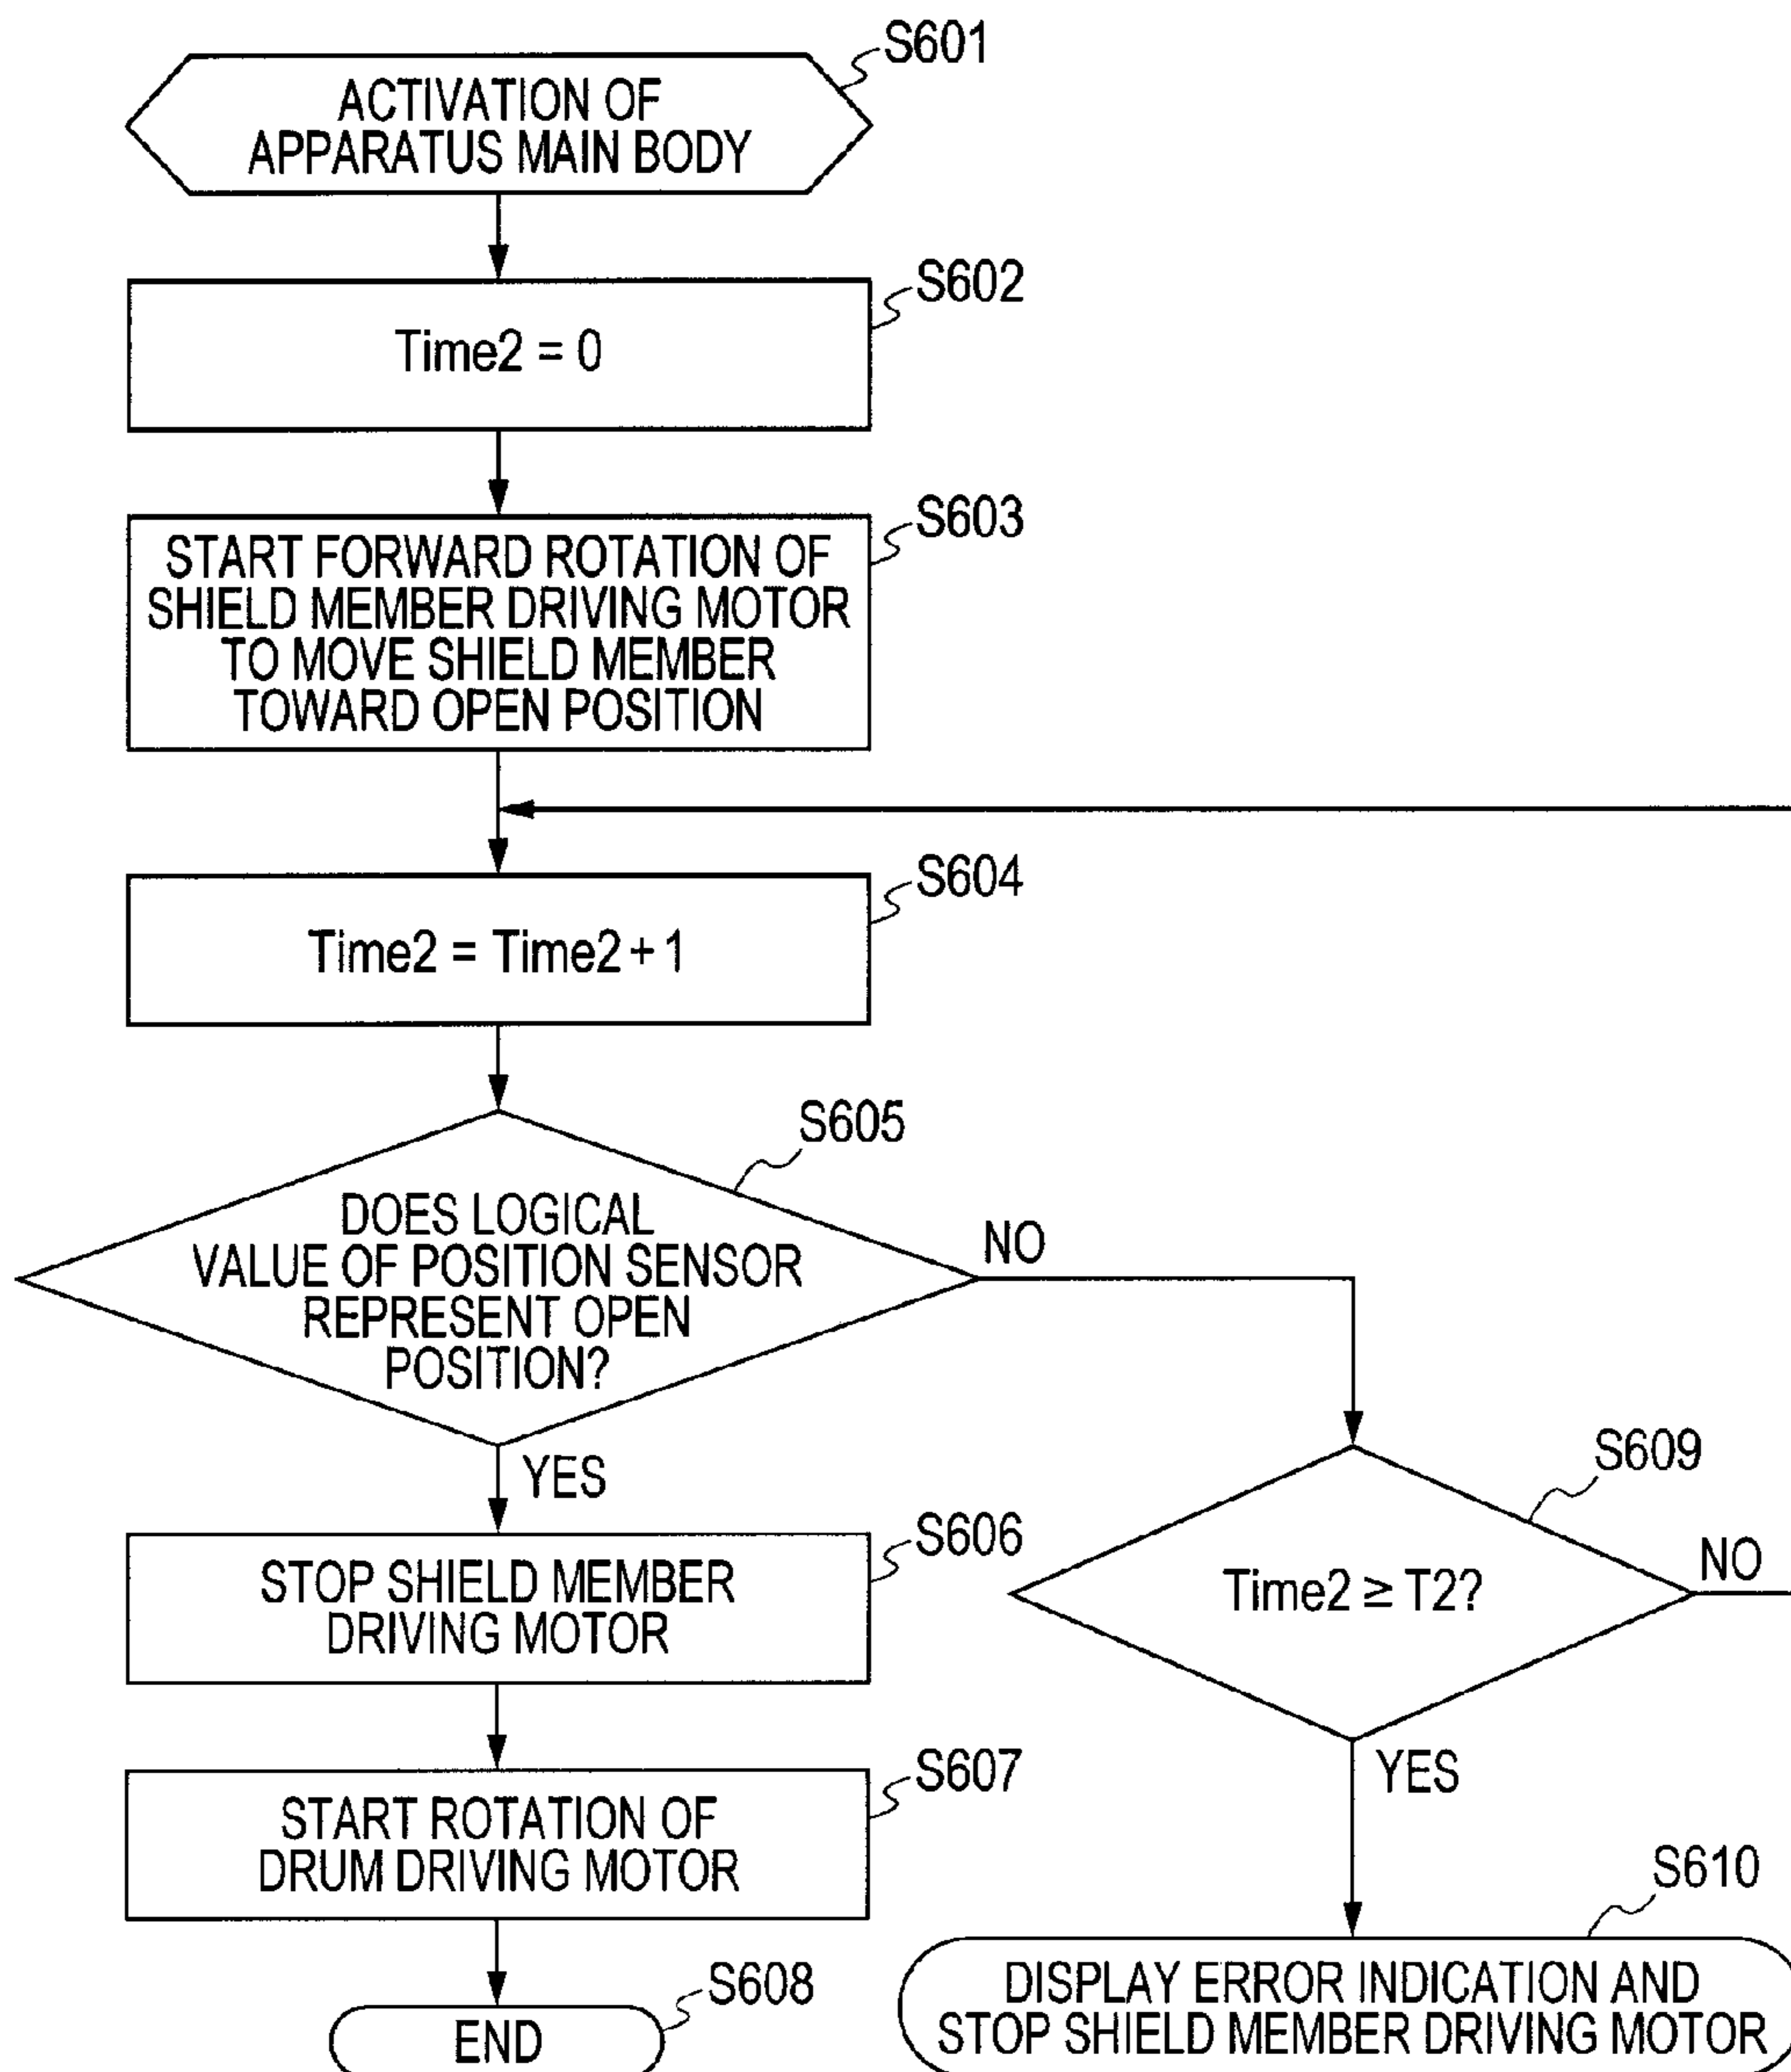 S601
ACTIVATION OF
APPARATUS MAIN BODY
S602
Time2 = 0
S603
START FORWARD ROTATION OF
SHIELD MEMBER DRIVING MOTOR
TO MOVE SHIELD MEMBER
TOWARD OPEN POSITION
S604
Time2 = Time2 + 1
S605
DOES LOGICAL
VALUE OF POSITION SENSOR
REPRESENT OPEN
POSITION?
NO
YES
S606
STOP SHIELD MEMBER
DRIVING MOTOR
S607
START ROTATION OF
DRUM DRIVING MOTOR
S608
END
S609
Time2 ≥ T2?
NO
YES
S610
DISPLAY ERROR INDICATION AND
STOP SHIELD MEMBER DRIVING MOTOR